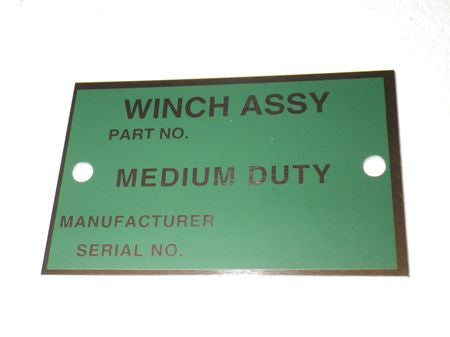 WINCH ASSY
PART NO.
MEDIUM DUTY
MANUFACTURER
SERIAL NO.